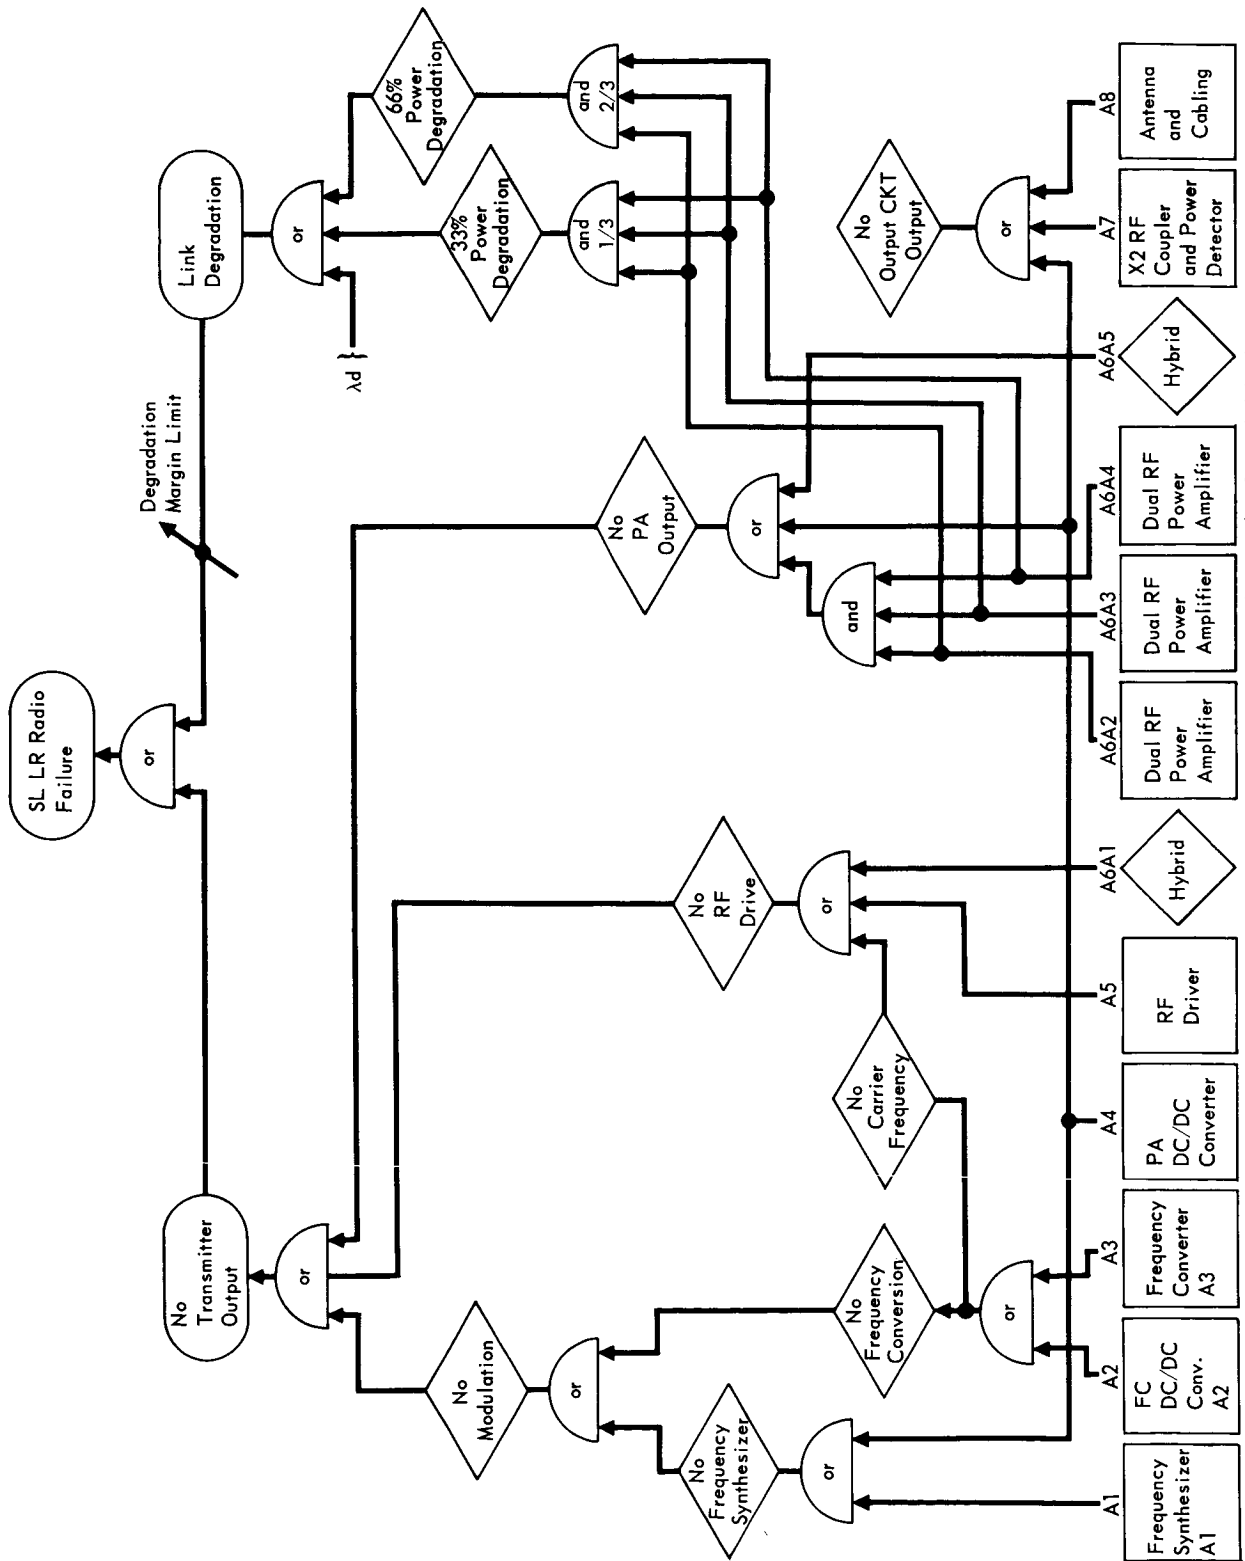 SL LR Radio
Failure
or
Degradation
Margin Limit
No
Transmitter
Output
Link
Degradation
or
or
λd }
66%
Power
Degradation
33%
Power
Degradation
No
Modulation
and
1/3
and
2/3
or
No
PA
Output
No
Frequency
Synthesizer
No
RF
Drive
or
or
No
Frequency
Conversion
No
Carrier
Frequency
or
and
No
Output CKT
Output
or
or
A1
A2
A3
A4
A5
A6A1
A6A2
A6A3
A6A4
A6A5
A7
A8
Frequency
Synthesizer
A1
FC
DC/DC
Conv.
A2
Frequency
Converter
A3
PA
DC/DC
Converter
RF
Driver
Hybrid
Dual RF
Power
Amplifier
Dual RF
Power
Amplifier
Dual RF
Power
Amplifier
Hybrid
X2 RF
Coupler
and Power
Detector
Antenna
and
Cabling